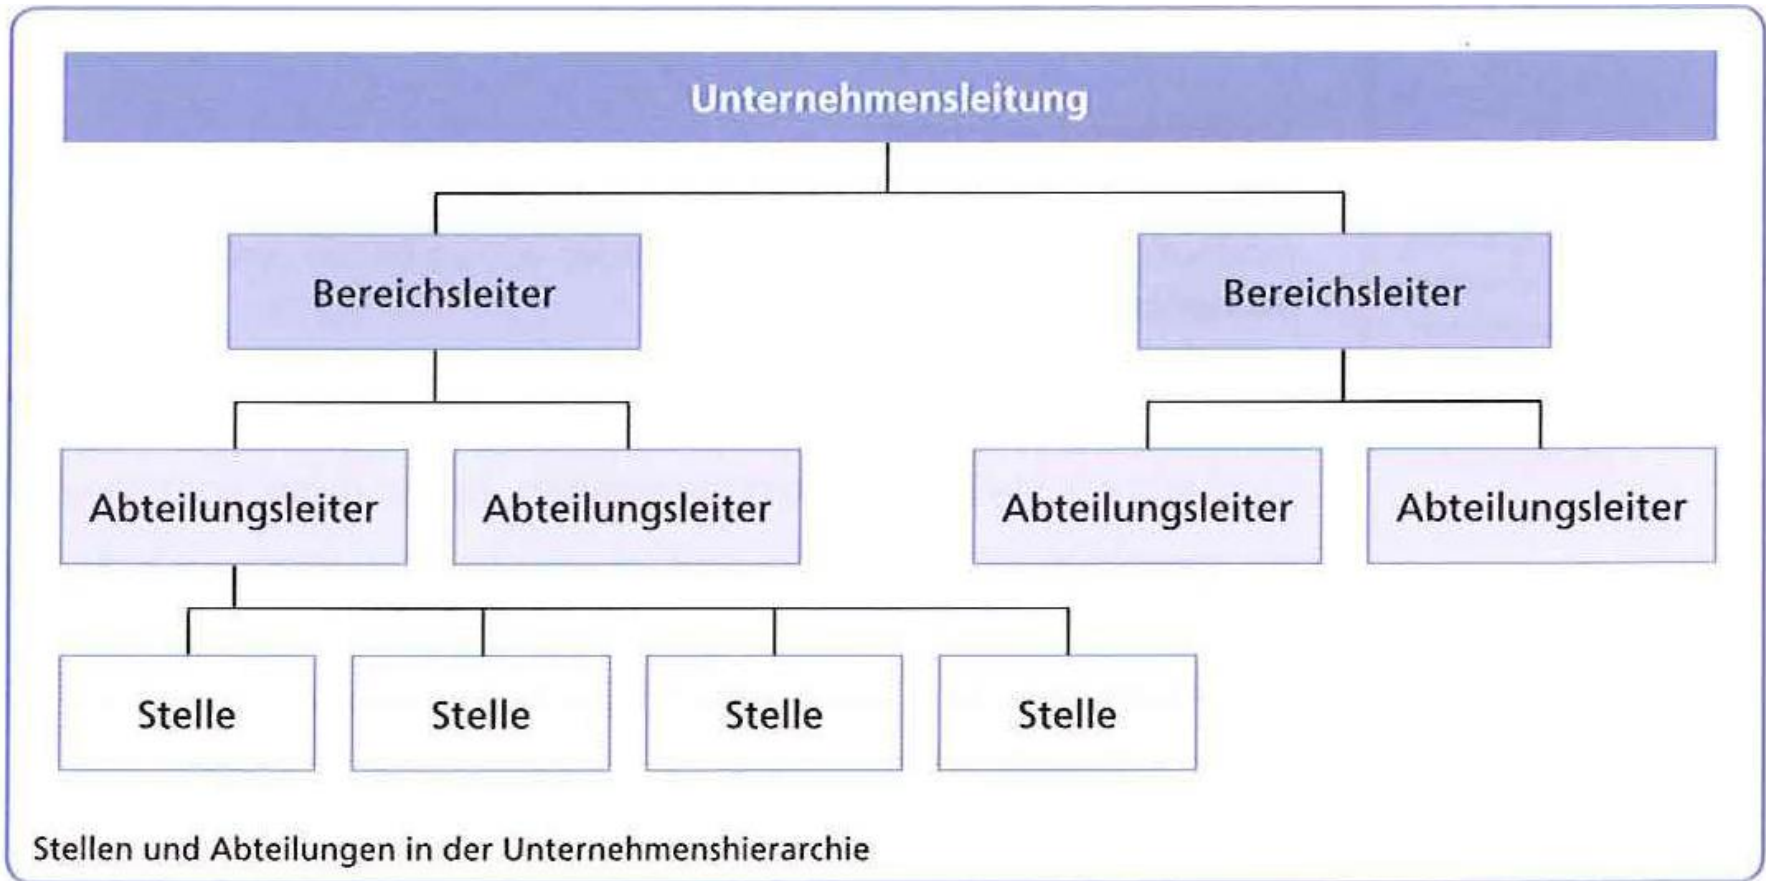 Unternehmensleitung
Bereichsleiter
Bereichsleiter
Abteilungsleiter
Abteilungsleiter
Abteilungsleiter
Abteilungsleiter
Stelle
Stelle
Stelle
Stelle
Stellen und Abteilungen in der Unternehmenshierarchie